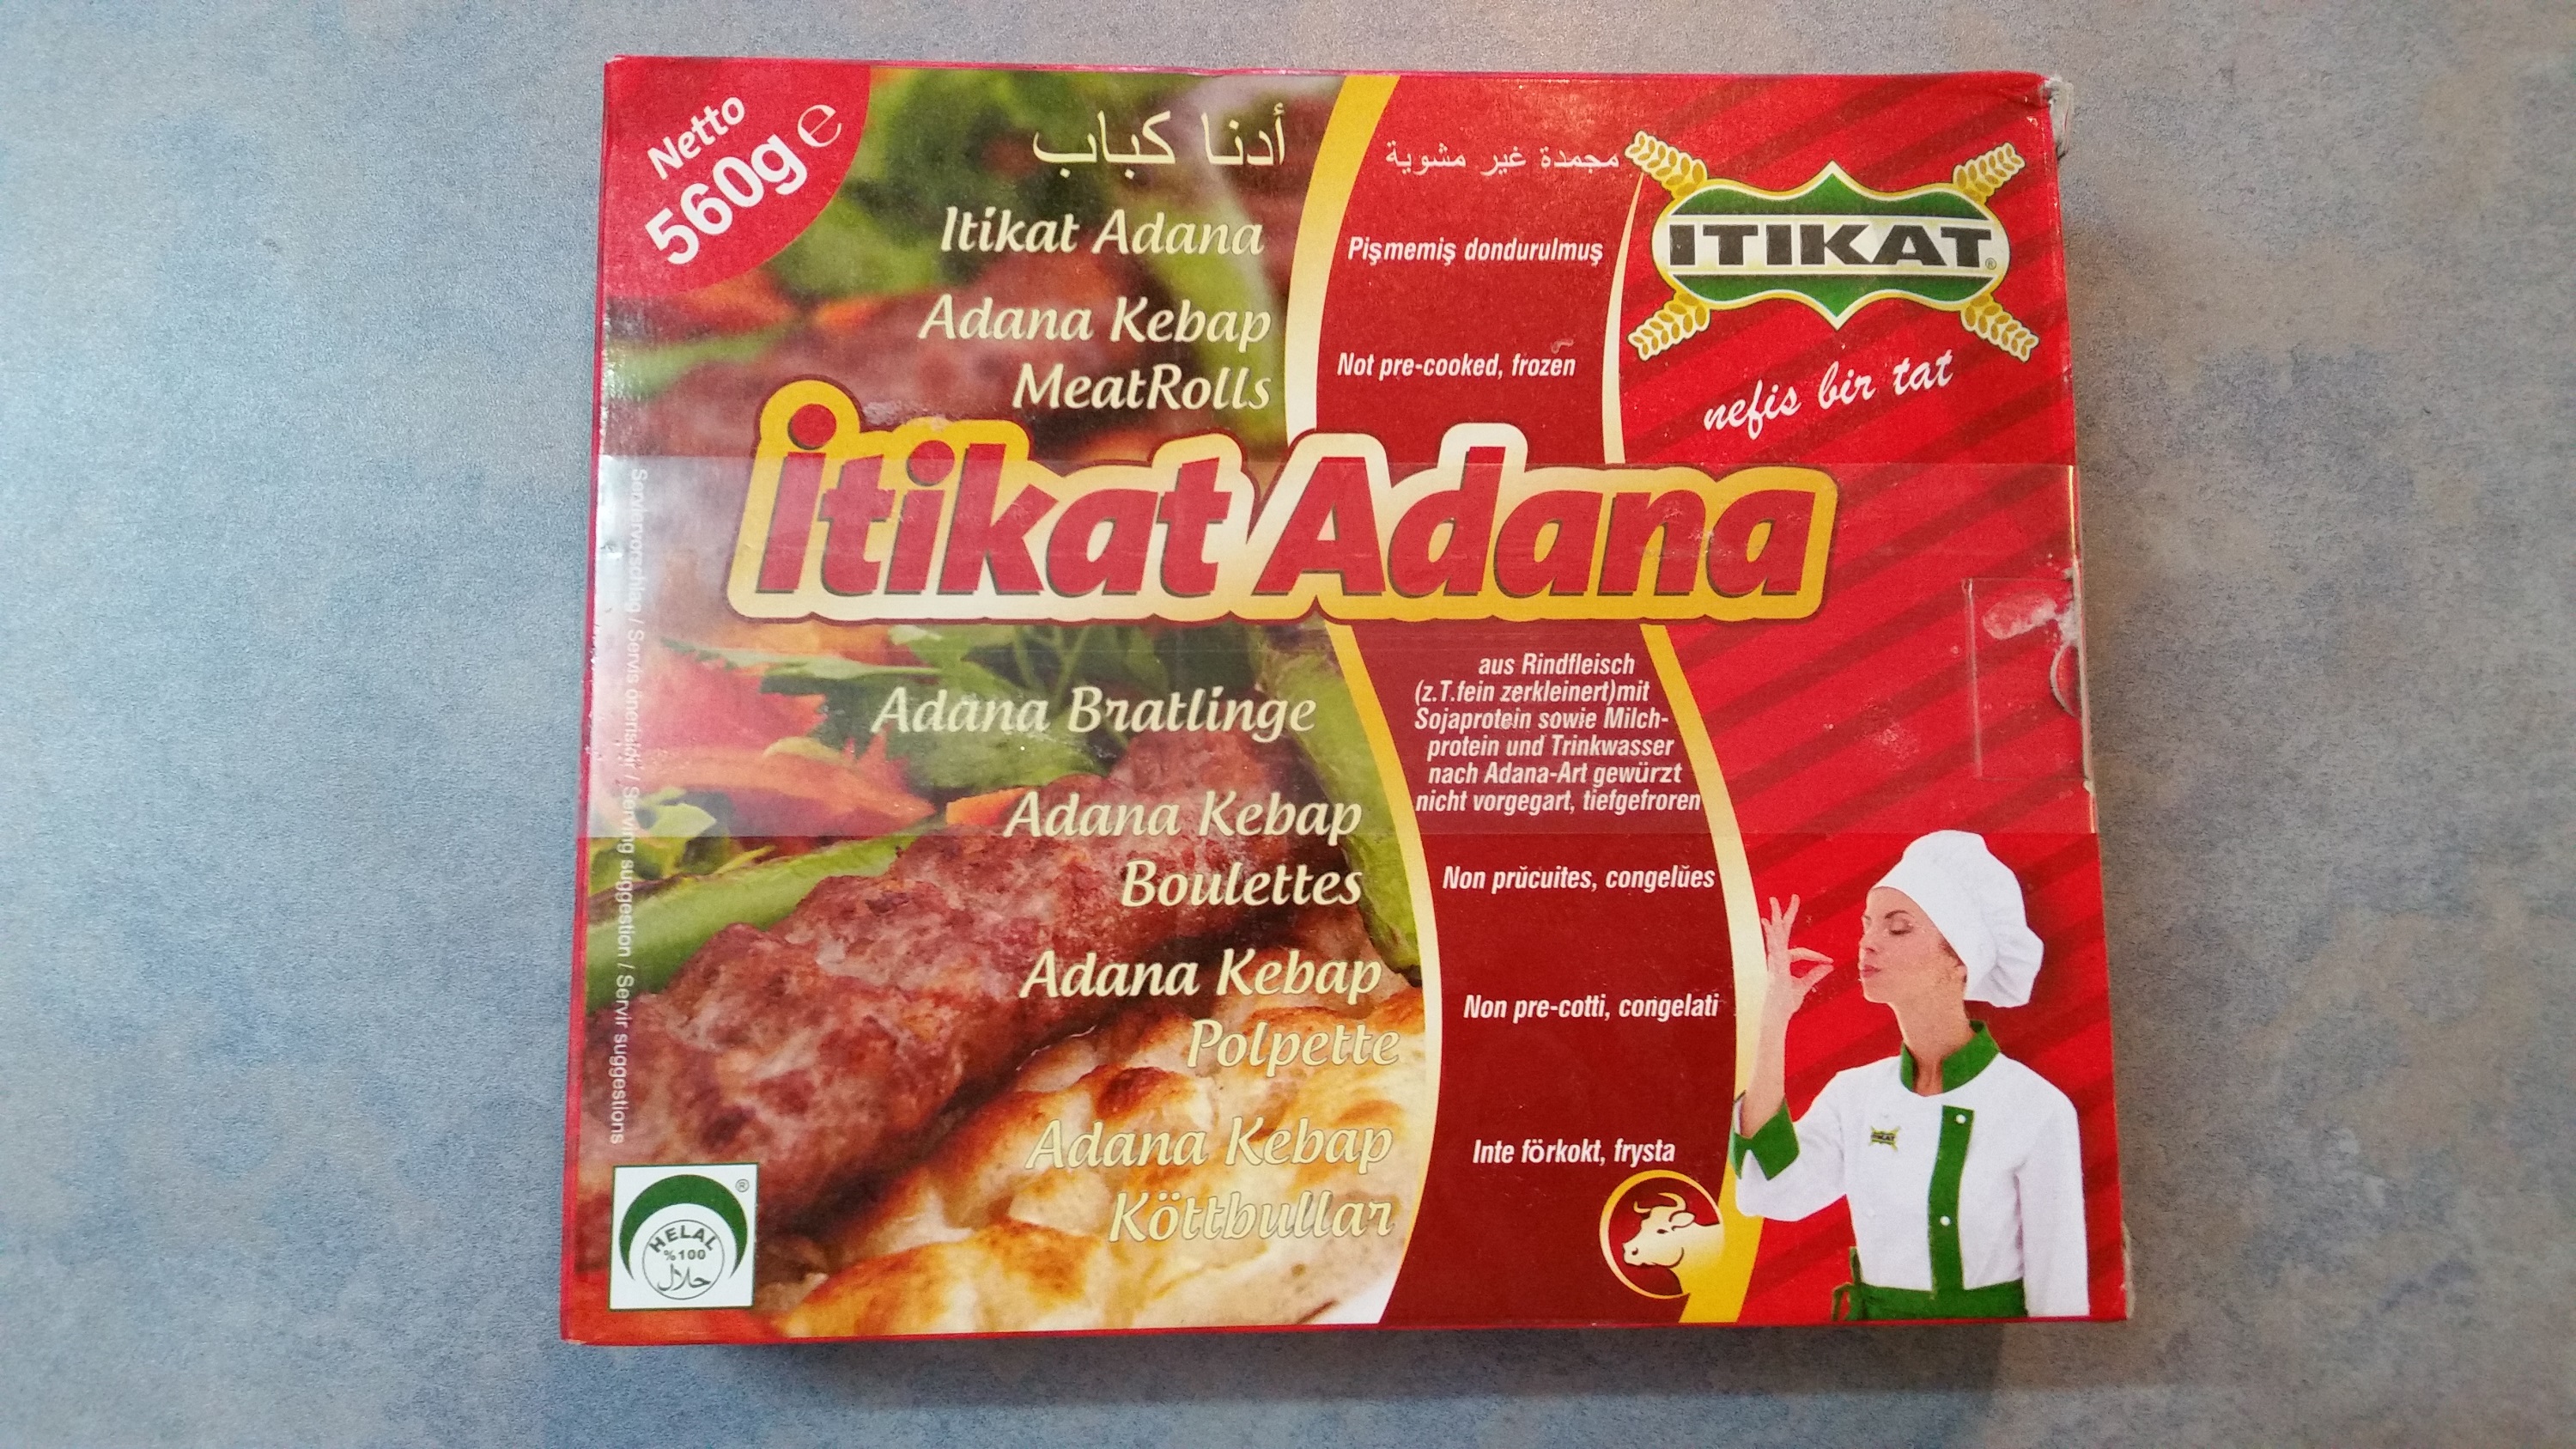 Netto
560g e
أدنا كباب
Itikat Adana
Adana Kebap
MeatRolls
مجمدة غير مشوية
Pişmemiş dondurulmuş
Not pre-cooked, frozen
ITIKAT®
nefis bir tat
İtikat Adana
Adana Bratlinge
aus Rindfleisch
(z.T.fein zerkleinert)mit
Sojaprotein sowie Milch-
protein und Trinkwasser
nach Adana-Art gewürzt
nicht vorgegart, tiefgefroren
Adana Kebap
Boulettes
Non prŭcuites, congelŭes
Adana Kebap
Polpette
Non pre-cotti, congelati
Adana Kebap
Köttbullar
Inte förkokt, frysta
Serviervorschlag / Servis önerisidir / Serving suggestion / Servir suggestions
®
HELAL
%100
حلال
ITIKAT